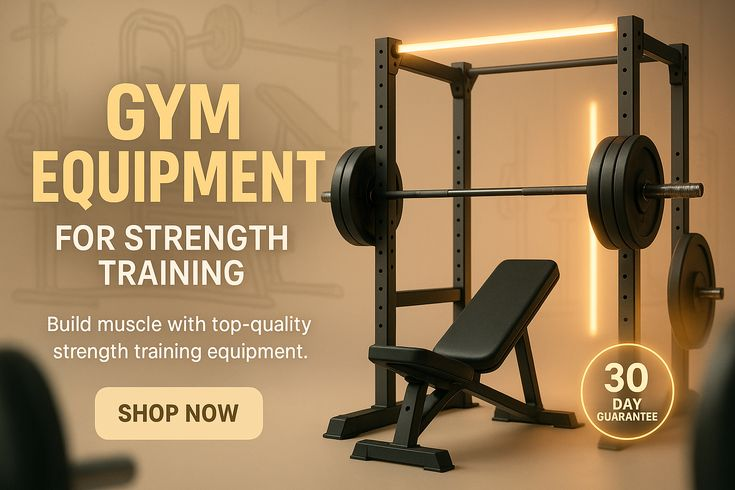 GYM
EQUIPMENT
FOR STRENGTH
TRAINING
Build muscle with top-quality
strength training equipment.
SHOP NOW
30
DAY
GUARANTEE